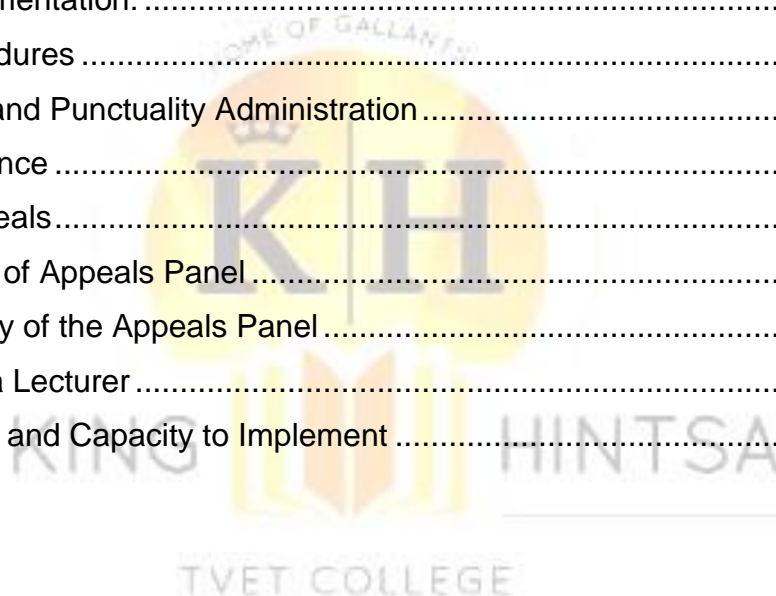 mentation. ............................................................
HOME OF GALLANTS
dures ............................................................
and Punctuality Administration ............................................................
nce ............................................................
eals ............................................................
K H
of Appeals Panel ............................................................
y of the Appeals Panel ............................................................
a Lecturer ............................................................
and Capacity to Implement ............................................................
KING HINTSA
TVET COLLEGE